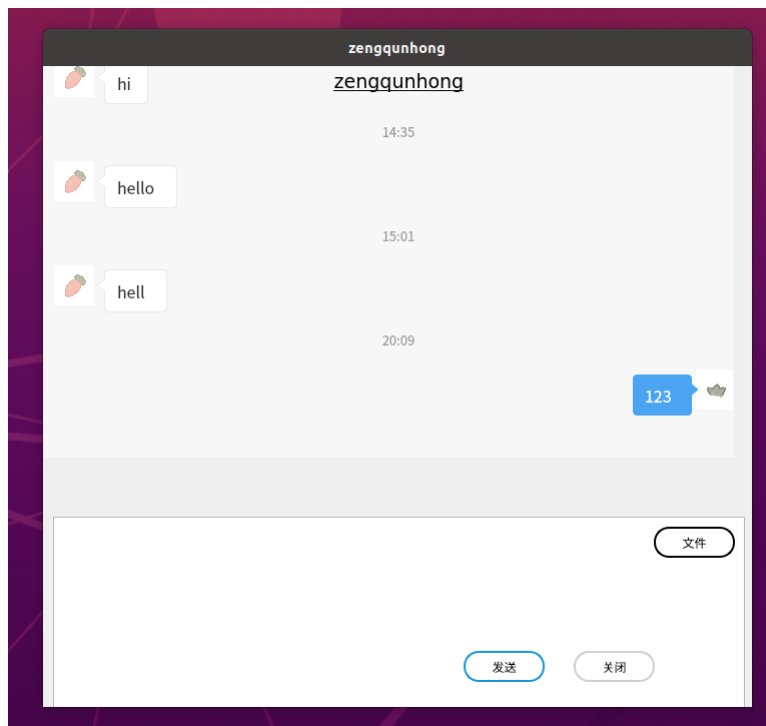 zengqunhong
hi
zengqunhong
14:35
hello
15:01
hell
20:09
123
文件
发送
关闭